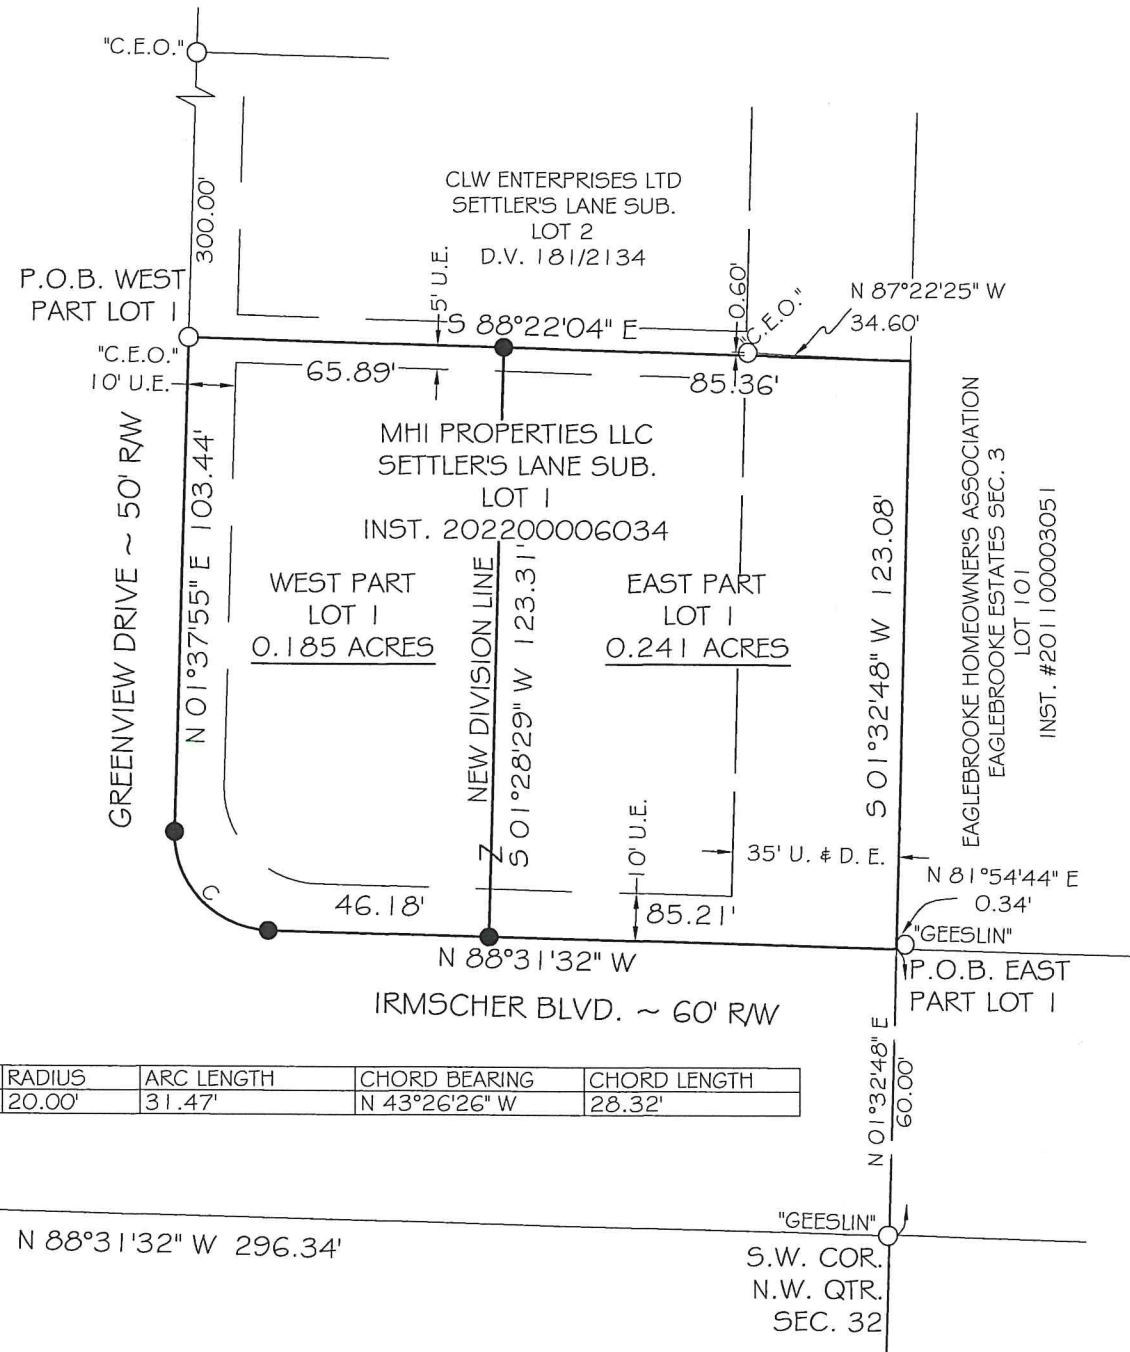 "C.E.O."
300.00'
CLW ENTERPRISES LTD
SETTLER'S LANE SUB.
LOT 2
D.V. 181/2134
P.O.B. WEST
PART LOT 1
5' U.E.
0.60'
"C.E.O."
N 87°22'25" W
34.60'
S 88°22'04" E
"C.E.O."
10' U.E.
65.89'
85.36'
GREENVIEW DRIVE ~ 50' R/W
N 01°37'55" E 103.44'
MHI PROPERTIES LLC
SETTLER'S LANE SUB.
LOT 1
INST. 202200006034
WEST PART
LOT 1
0.185 ACRES
NEW DIVISION LINE
S 01°28'29" W 123.31'
EAST PART
LOT 1
0.241 ACRES
S 01°32'48" W 123.08'
EAGLEBROOKE HOMEOWNERS ASSOCIATION
EAGLEBROOKE ESTATES SEC. 3
LOT 101
INST. #20110003051
C
46.18'
10' U.E.
85.21'
35' U. & D. E.
N 81°54'44" E
0.34'
"GEESLIN"
P.O.B. EAST
PART LOT 1
N 88°31'32" W
IRMSCHER BLVD. ~ 60' R/W
RADIUS ARC LENGTH CHORD BEARING CHORD LENGTH
20.00' 31.47' N 43°26'26" W 28.32'
N 01°32'48" E
60.00'
N 88°31'32" W 296.34'
"GEESLIN"
S.W. COR.
N.W. QTR.
SEC. 32